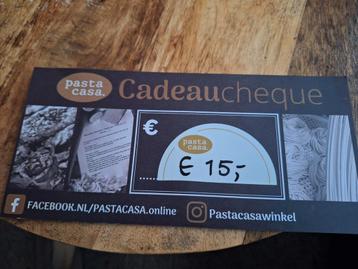 pasta
casa.
Cadeaucheque
€
pasta
casa.
€ 15,-
FACEBOOK.NL/PASTACASA.online
Pastacasawinkel